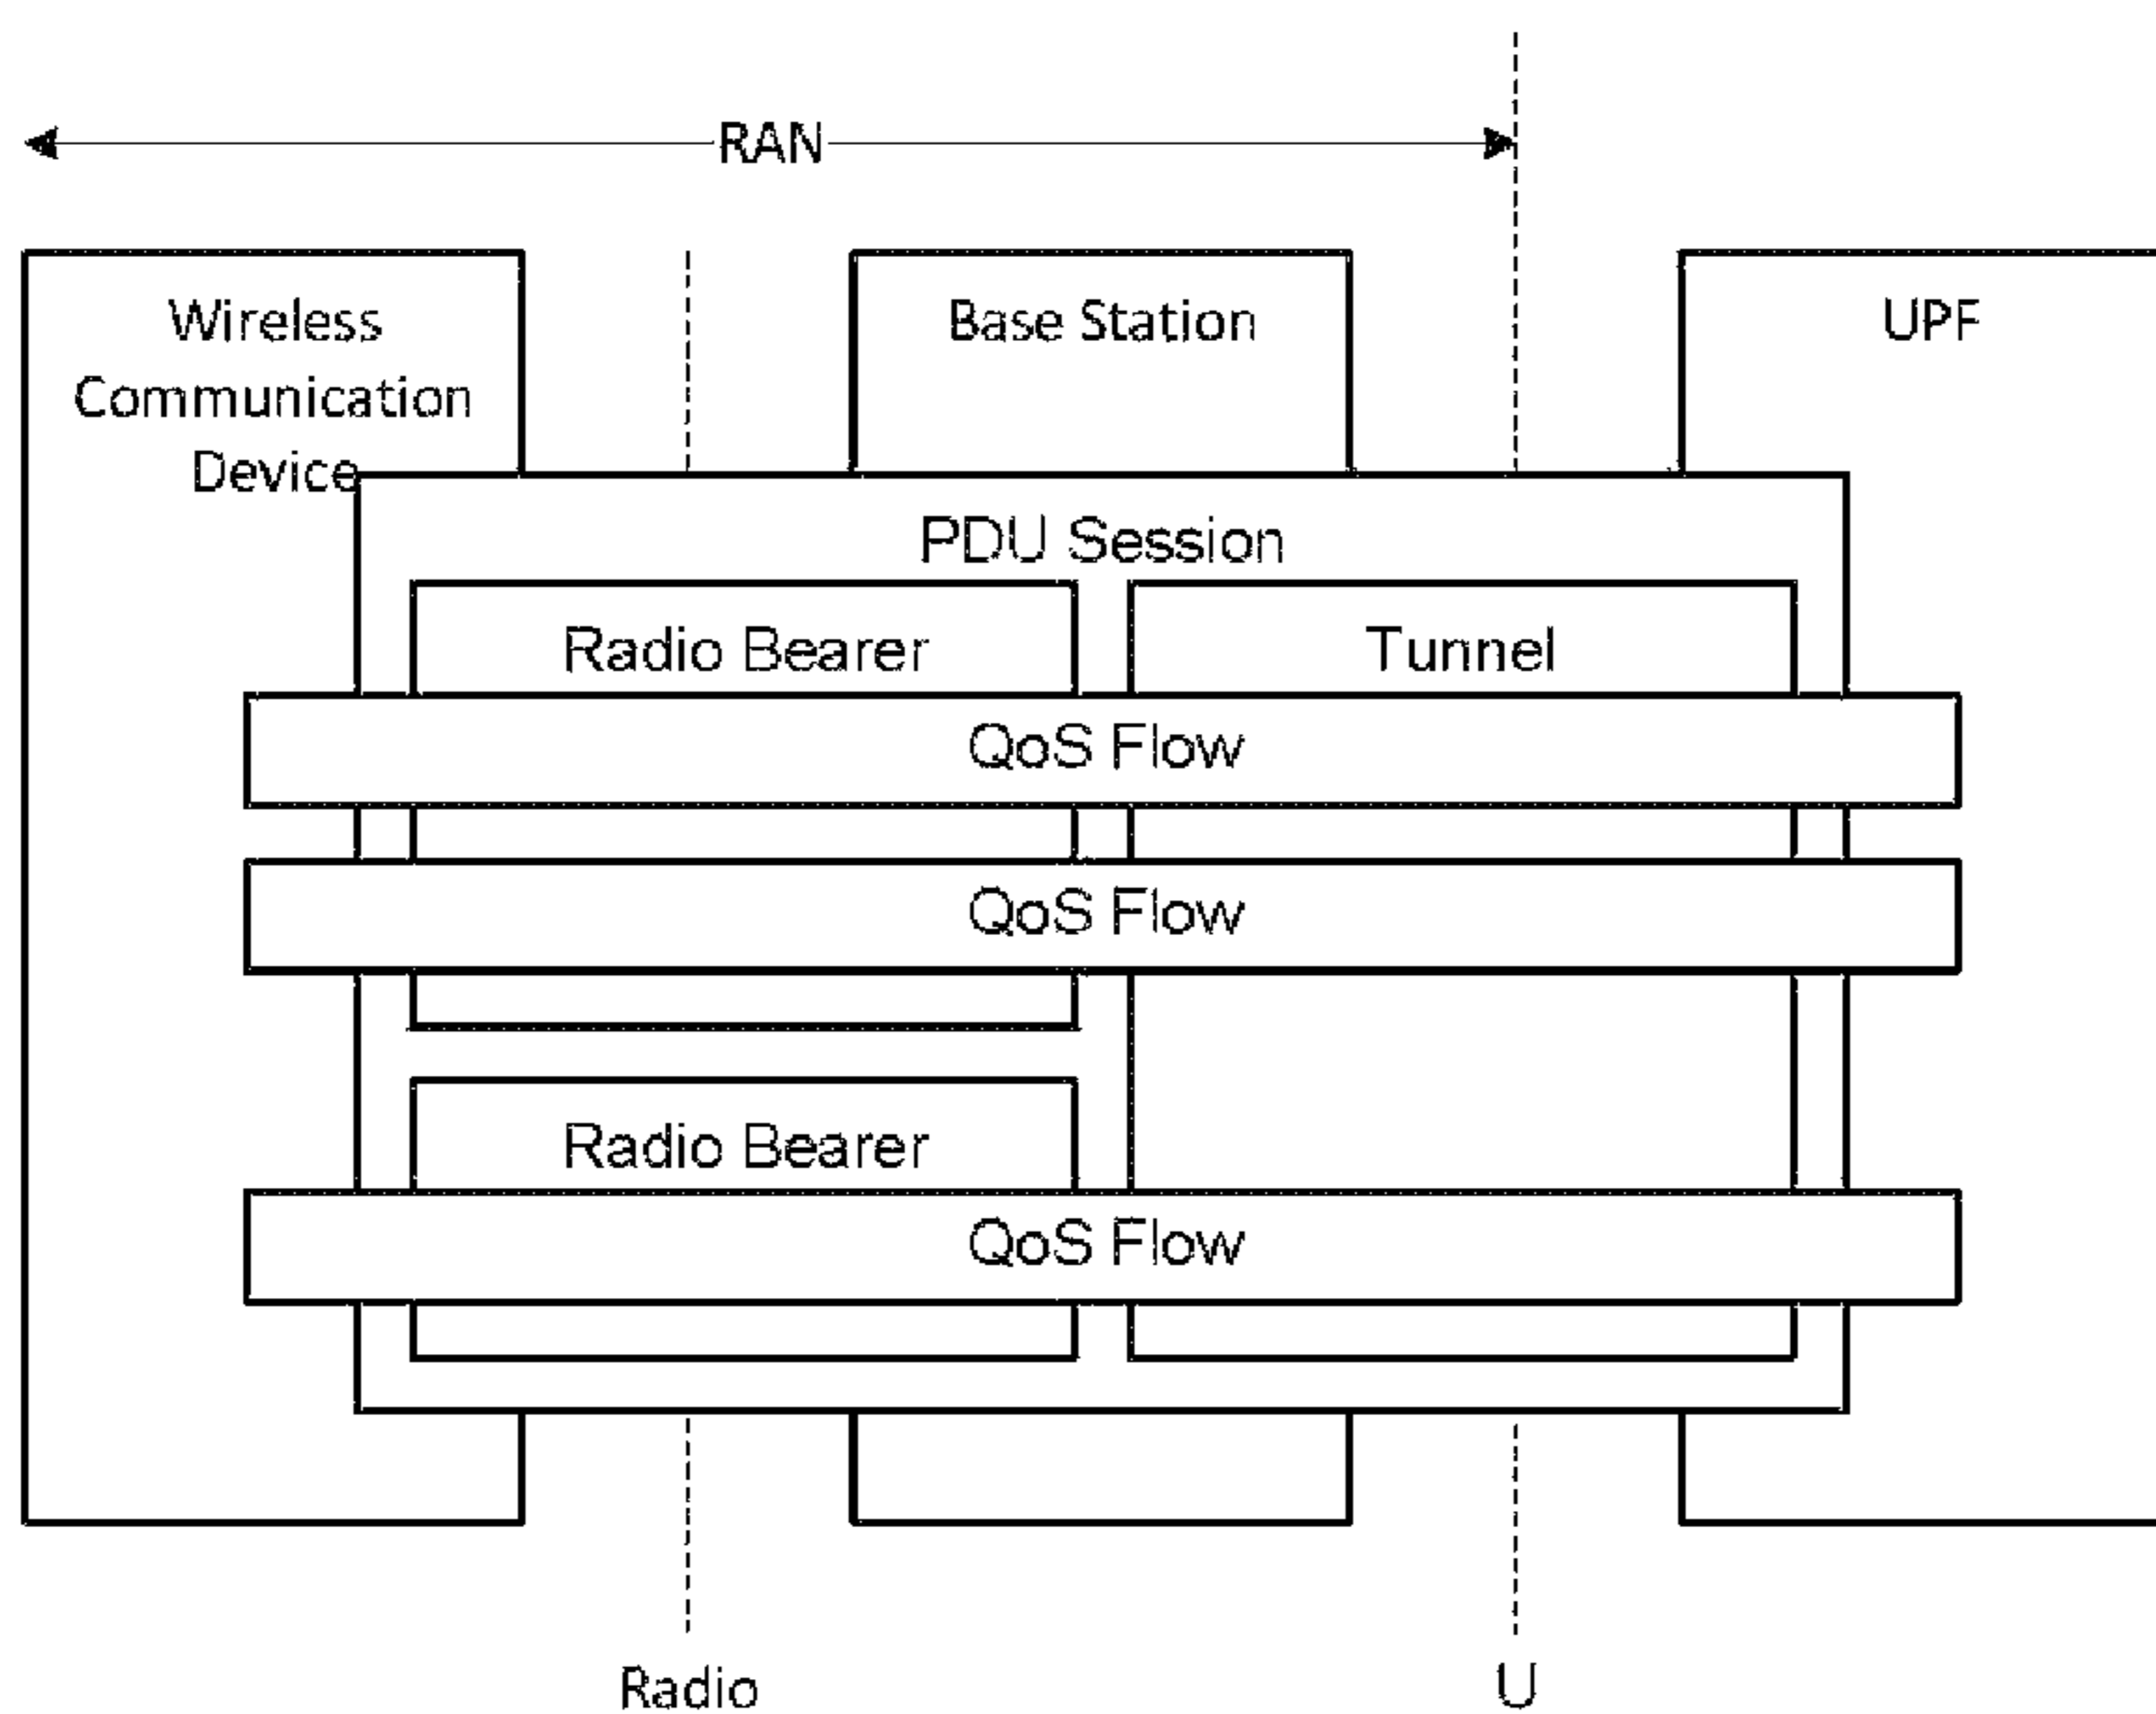 RAN
Wireless
Communication
Device
Base Station
UPF
PDU Session
Radio Bearer
Tunnel
QoS Flow
QoS Flow
Radio Bearer
QoS Flow
Radio
U